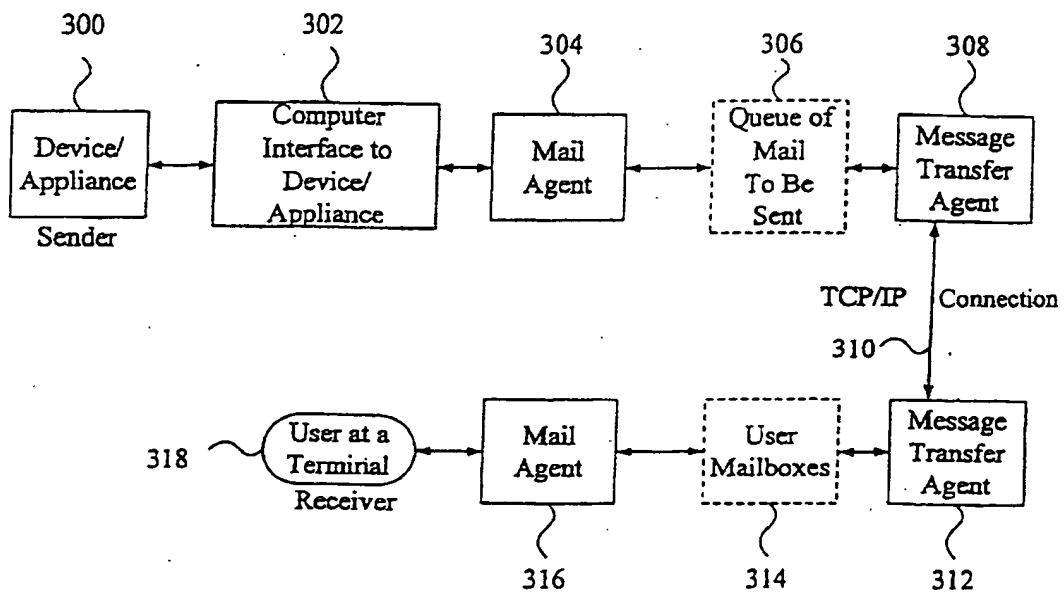 300
302
304
306
308
Device/
Appliance
Sender
Computer
Interface to
Device/
Appliance
Mail
Agent
Queue of
Mail
To Be
Sent
Message
Transfer
Agent
TCP/IP Connection
310
318
User at a
Termirial
Receiver
Mail
Agent
User
Mailboxes
Message
Transfer
Agent
316
314
312